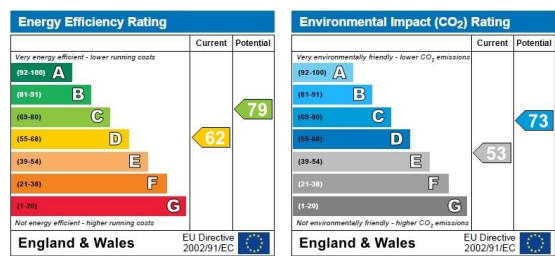 Energy Efficiency Rating
Current Potential
Very energy efficient - lower running costs
(92-100) A
(81-91) B
(69-80) C
(55-68) D
(39-54) E
(21-38) F
(1-20) G
62
79
Not energy efficient - higher running costs
England & Wales
EU Directive
2002/91/EC
Environmental Impact (CO2) Rating
Current Potential
Very environmentally friendly - lower CO2 emissions
(92-100) A
(81-91) B
(69-80) C
(55-68) D
(39-54) E
(21-38) F
(1-20) G
53
73
Not environmentally friendly - higher CO2 emissions
England & Wales
EU Directive
2002/91/EC